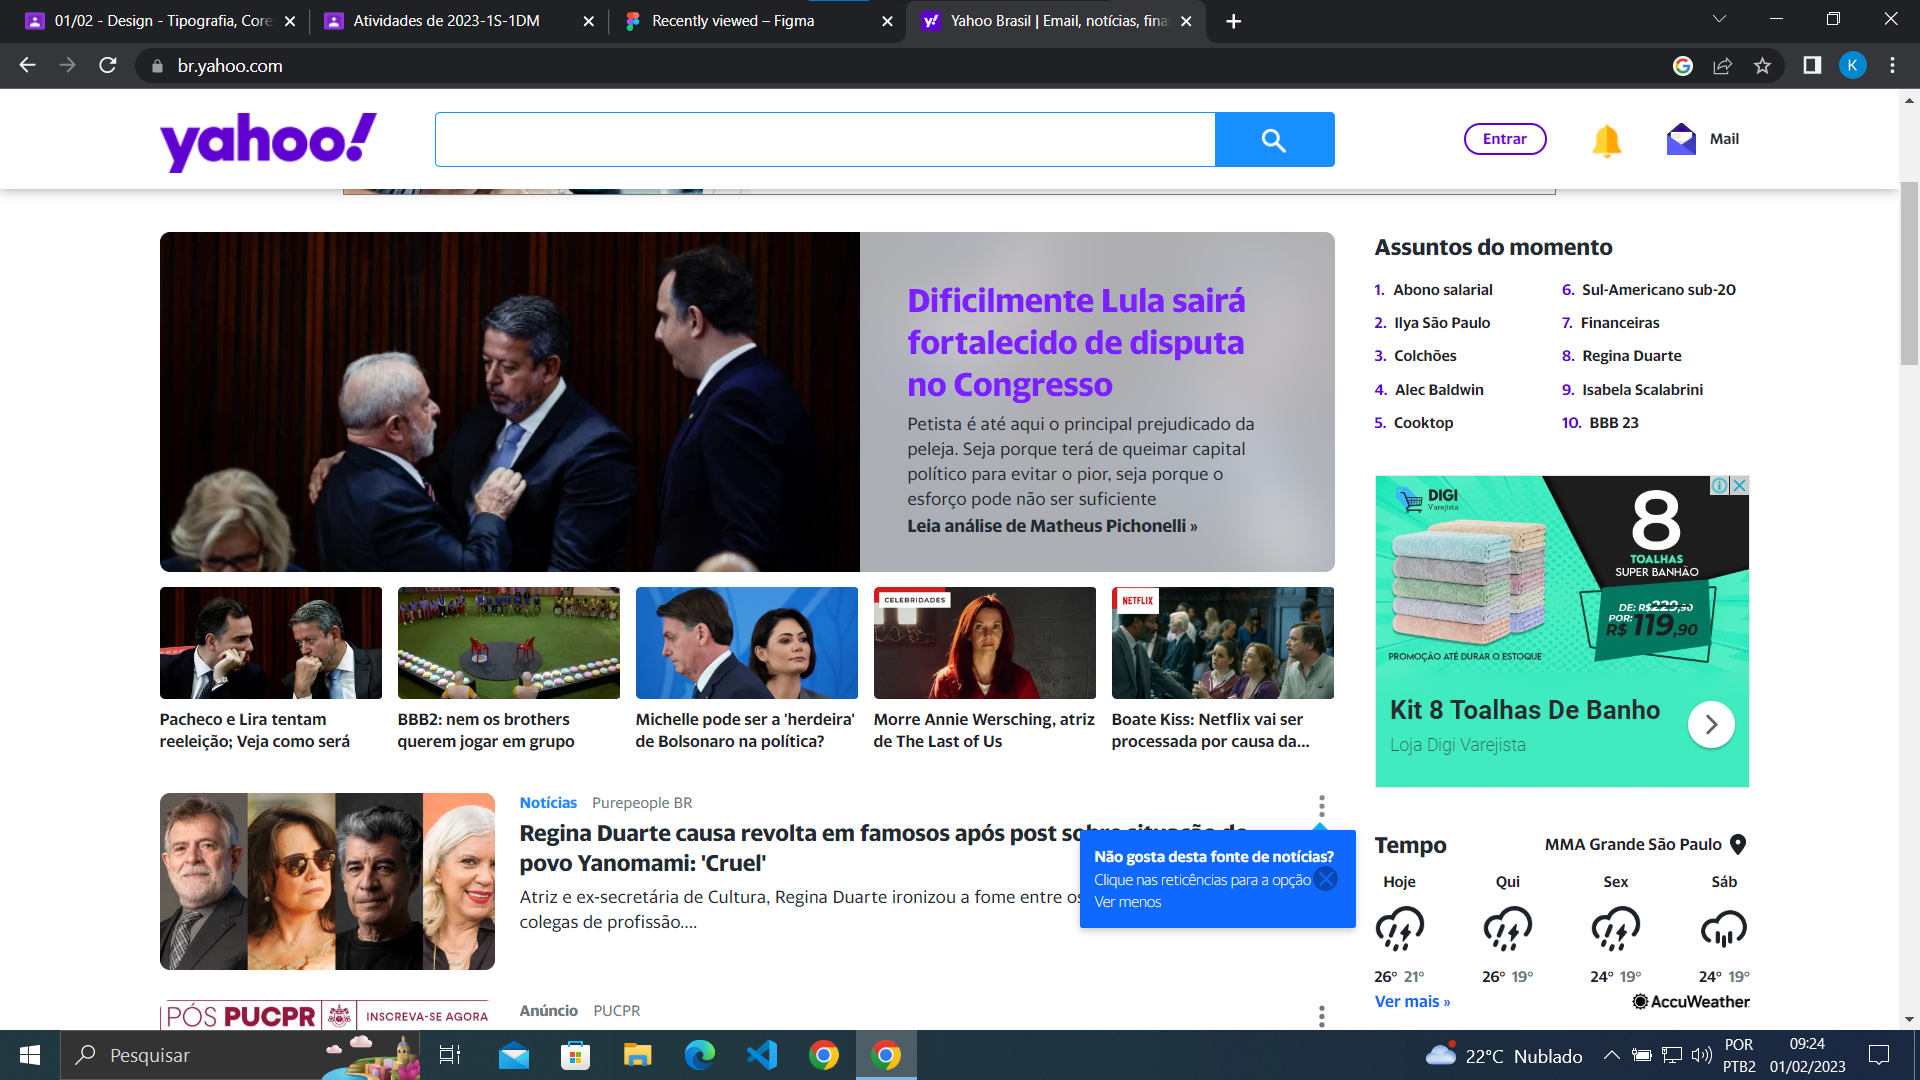 01/02 - Design - Tipografia, Core
Atividades de 2023-1S-1DM
Recently viewed – Figma
Yahoo Brasil | Email, notícias, fina
br.yahoo.com
K
yahoo!
Entrar
Mail
Dificilmente Lula sairá
fortalecido de disputa
no Congresso
Petista é até aqui o principal prejudicado da
peleja. Seja porque terá de queimar capital
político para evitar o pior, seja porque o
esforço pode não ser suficiente
Leia análise de Matheus Pichonelli »
Pacheco e Lira tentam
reeleição; Veja como será
BBB2: nem os brothers
querem jogar em grupo
Michelle pode ser a 'herdeira'
de Bolsonaro na política?
CELEBRIDADES
Morre Annie Wersching, atriz
de The Last of Us
NETFLIX
Boate Kiss: Netflix vai ser
processada por causa da...
Notícias Purepeople BR
Regina Duarte causa revolta em famosos após post
povo Yanomami: 'Cruel'
Atriz e ex-secretária de Cultura, Regina Duarte ironizou a fome entre os
colegas de profissão....
Não gosta desta fonte de notícias?
Clique nas reticências para a opção
Ver menos
PÓS PUCPR INSCREVA-SE AGORA
Anúncio PUCPR
Assuntos do momento
1. Abono salarial
2. Ilya São Paulo
3. Colchões
4. Alec Baldwin
5. Cooktop
6. Sul-Americano sub-20
7. Financeiras
8. Regina Duarte
9. Isabela Scalabrini
10. BBB 23
DIGI
Varejista
8
TOALHAS
SUPER BANHÃO
DE: R$229,90
POR:
R$ 119,90
PROMOÇÃO ATÉ DURAR O ESTOQUE
Kit 8 Toalhas De Banho
Loja Digi Varejista
Tempo
MMA Grande São Paulo
Hoje Qui Sex Sáb
26° 21° 26° 19° 24° 19° 24° 19°
Ver mais »
AccuWeather
Pesquisar
22°C Nublado
POR
PTB2
09:24
01/02/2023